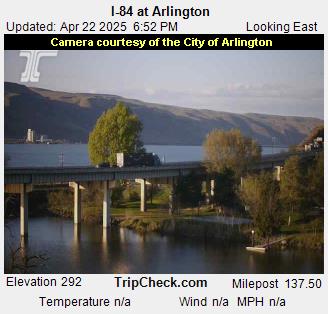 I-84 at Arlington
Updated: Apr 22 2025 6:52 PM Looking East
Camera courtesy of the City of Arlington
Elevation 292 TripCheck.com Milepost 137.50
Temperature n/a Wind n/a MPH n/a